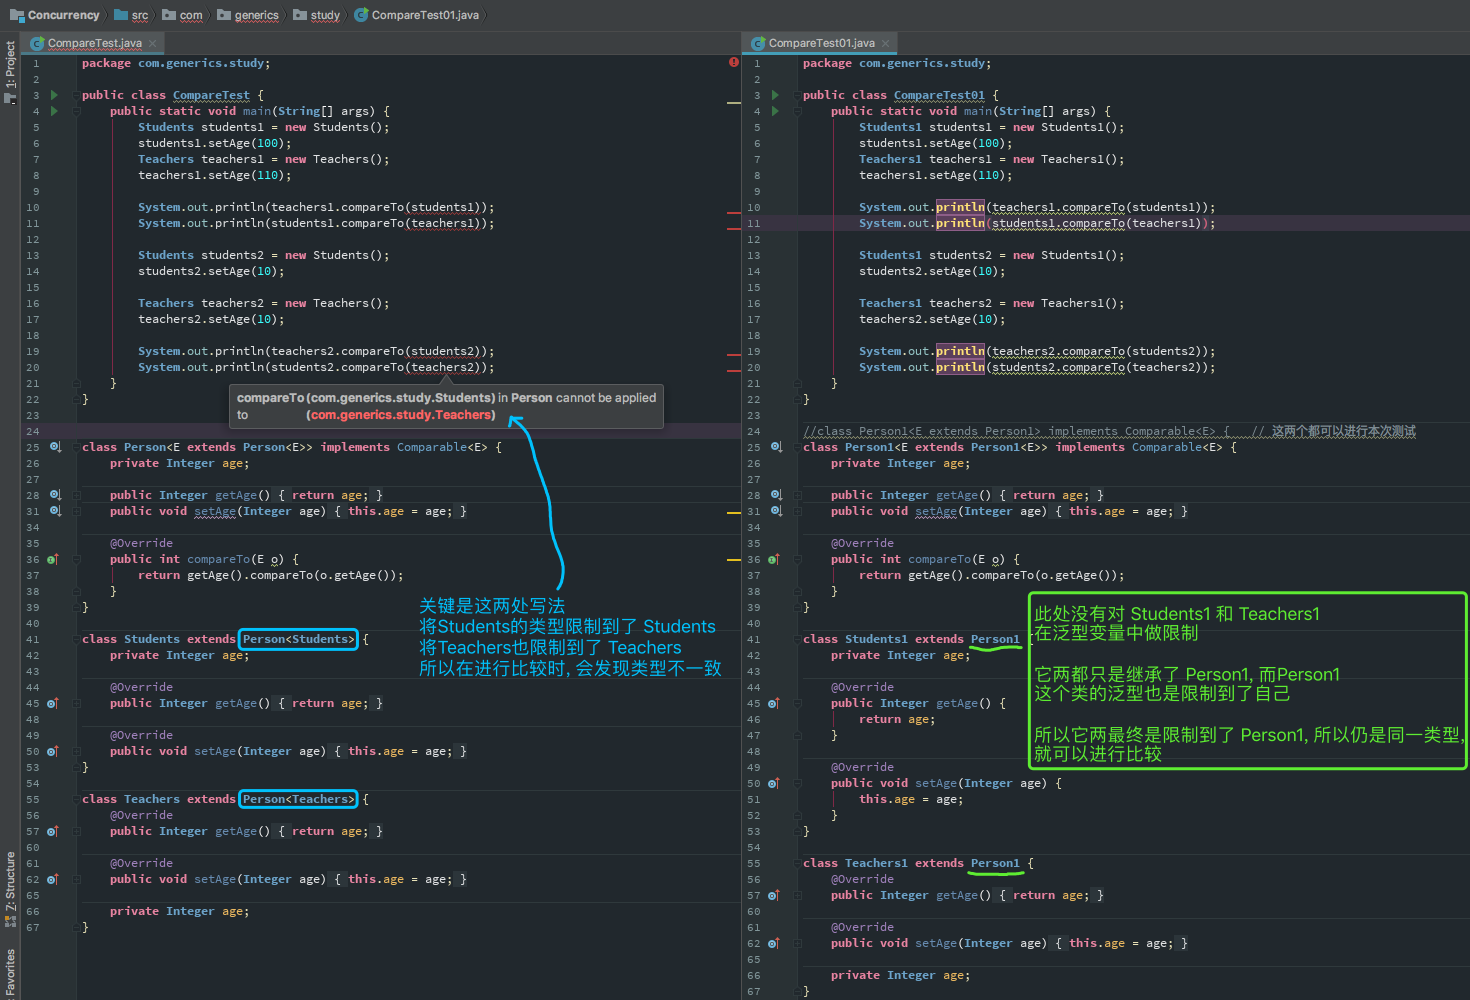 Concurrency src com generics study CompareTest01.java
1: Project
Z: Structure
Favorites
CompareTest.java
1 package com.generics.study;
2
3 public class CompareTest {
4 public static void main(String[] args) {
5 Students students1 = new Students();
6 students1.setAge(100);
7 Teachers teachers1 = new Teachers();
8 teachers1.setAge(110);
9
10 System.out.println(teachers1.compareTo(students1));
11 System.out.println(students1.compareTo(teachers1));
12
13 Students students2 = new Students();
14 students2.setAge(10);
15
16 Teachers teachers2 = new Teachers();
17 teachers2.setAge(10);
18
19 System.out.println(teachers2.compareTo(students2));
20 System.out.println(students2.compareTo(teachers2));
21 }
22 }
compareTo (com.generics.study.Students) in Person cannot be applied
to (com.generics.study.Teachers)
23
24
25 class Person<E extends Person<E>> implements Comparable<E> {
26 private Integer age;
27
28 public Integer getAge() { return age; }
31 public void setAge(Integer age) { this.age = age; }
34
35 @Override
36 public int compareTo(E o) {
37 return getAge().compareTo(o.getAge());
38 }
39 }
40
41 class Students extends Person<Students> {
42 private Integer age;
43
44 @Override
45 public Integer getAge() { return age; }
48
49 @Override
50 public void setAge(Integer age) { this.age = age; }
53 }
54
55 class Teachers extends Person<Teachers> {
56 @Override
57 public Integer getAge() { return age; }
60
61 @Override
62 public void setAge(Integer age) { this.age = age; }
65
66 private Integer age;
67 }
关键是这两处写法
将Students的类型限制到了 Students
将Teachers也限制到了 Teachers
所以在进行比较时, 会发现类型不一致
CompareTest01.java
1 package com.generics.study;
2
3 public class CompareTest01 {
4 public static void main(String[] args) {
5 Students1 students1 = new Students1();
6 students1.setAge(100);
7 Teachers1 teachers1 = new Teachers1();
8 teachers1.setAge(110);
9
10 System.out.println(teachers1.compareTo(students1));
11 System.out.println(students1.compareTo(teachers1));
12
13 Students1 students2 = new Students1();
14 students2.setAge(10);
15
16 Teachers1 teachers2 = new Teachers1();
17 teachers2.setAge(10);
18
19 System.out.println(teachers2.compareTo(students2));
20 System.out.println(students2.compareTo(teachers2));
21 }
22 }
23
24 //class Person1<E extends Person1> implements Comparable<E> { // 这两个都可以进行本次测试
25 class Person1<E extends Person1<E>> implements Comparable<E> {
26 private Integer age;
27
28 public Integer getAge() { return age; }
31 public void setAge(Integer age) { this.age = age; }
34
35 @Override
36 public int compareTo(E o) {
37 return getAge().compareTo(o.getAge());
38 }
39 }
40
41 class Students1 extends Person1 {
42 private Integer age;
43
44 @Override
45 public Integer getAge() {
46 return age;
47 }
48
49 @Override
50 public void setAge(Integer age) {
51 this.age = age;
52 }
53 }
54
55 class Teachers1 extends Person1 {
56 @Override
57 public Integer getAge() { return age; }
60
61 @Override
62 public void setAge(Integer age) { this.age = age; }
65
66 private Integer age;
67 }
此处没有对 Students1 和 Teachers1
在泛型变量中做限制
它两都只是继承了 Person1, 而Person1
这个类的泛型也是限制到了自己
所以它两最终是限制到了 Person1, 所以仍是同一类型,
就可以进行比较